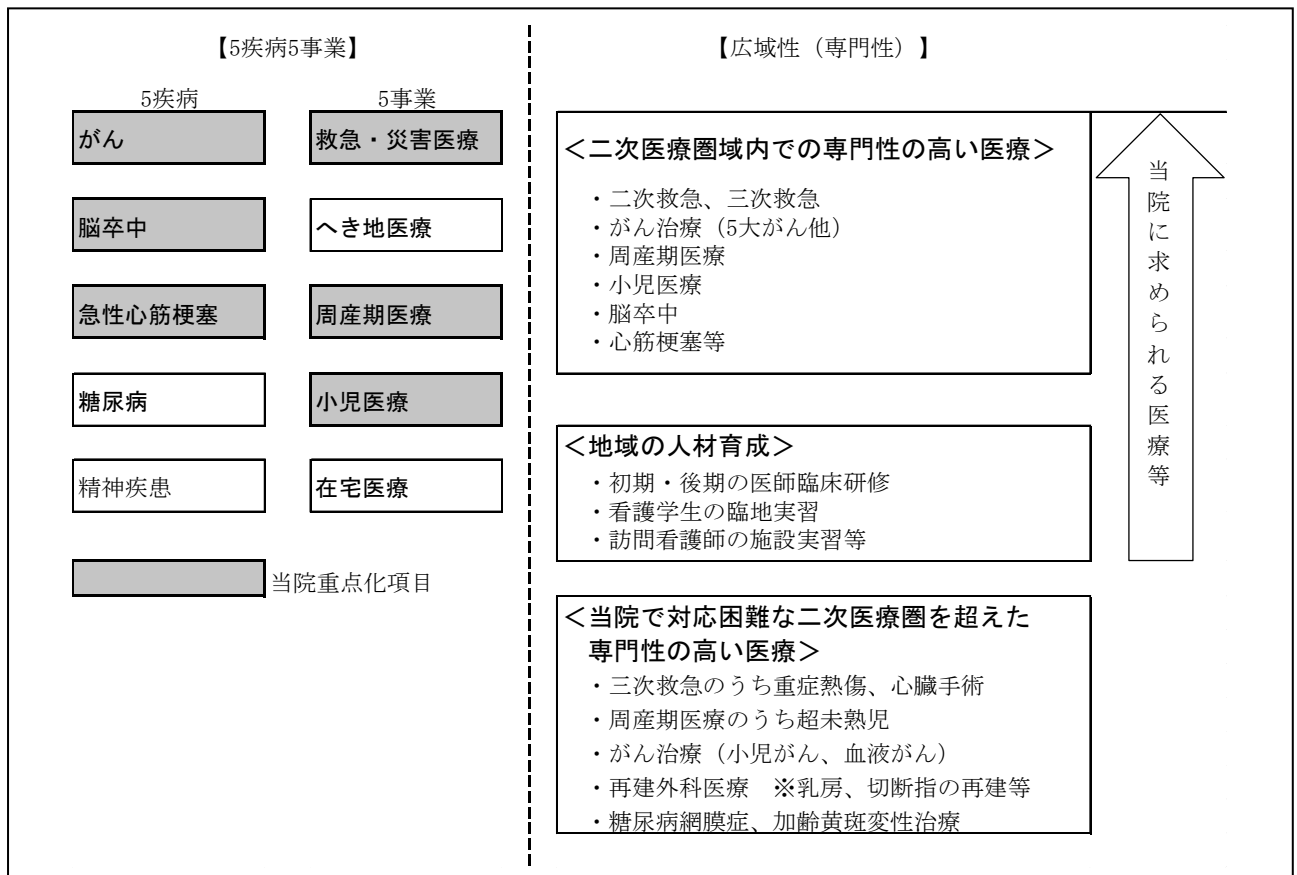 【5疾病5事業】
5疾病
5事業
がん
救急・災害医療
脳卒中
へき地医療
急性心筋梗塞
周産期医療
糖尿病
小児医療
精神疾患
在宅医療
当院重点化項目
【広域性（専門性）】
＜二次医療圏域内での専門性の高い医療＞
・二次救急、三次救急
・がん治療（5大がん他）
・周産期医療
・小児医療
・脳卒中
・心筋梗塞等
＜地域の人材育成＞
・初期・後期の医師臨床研修
・看護学生の臨地実習
・訪問看護師の施設実習等
＜当院で対応困難な二次医療圏を超えた
専門性の高い医療＞
・三次救急のうち重症熱傷、心臓手術
・周産期医療のうち超未熟児
・がん治療（小児がん、血液がん）
・再建外科医療　※乳房、切断指の再建等
・糖尿病網膜症、加齢黄斑変性治療
当院に求められる医療等